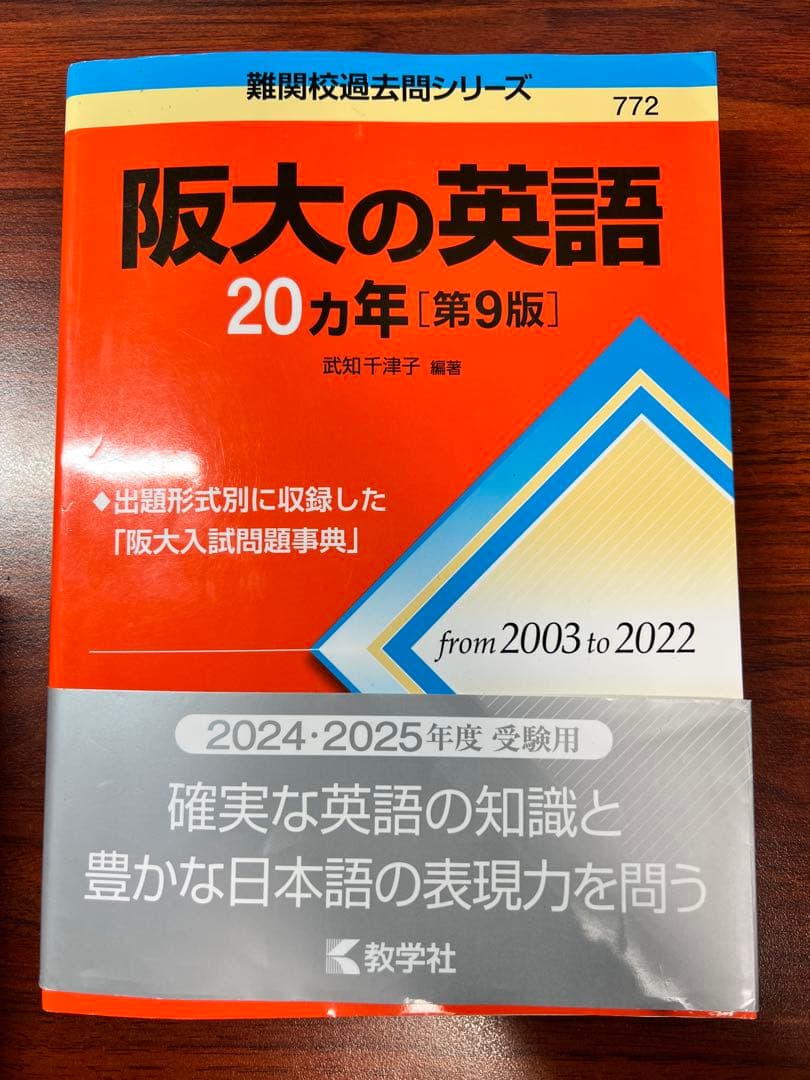 難関校過去問シリーズ
772
阪大の英語
20ヵ年[第9版]
武知千津子 編著
◆出題形式別に収録した
「阪大入試問題事典」
from 2003 to 2022
2024・2025年度 受験用
確実な英語の知識と
豊かな日本語の表現力を問う
教学社